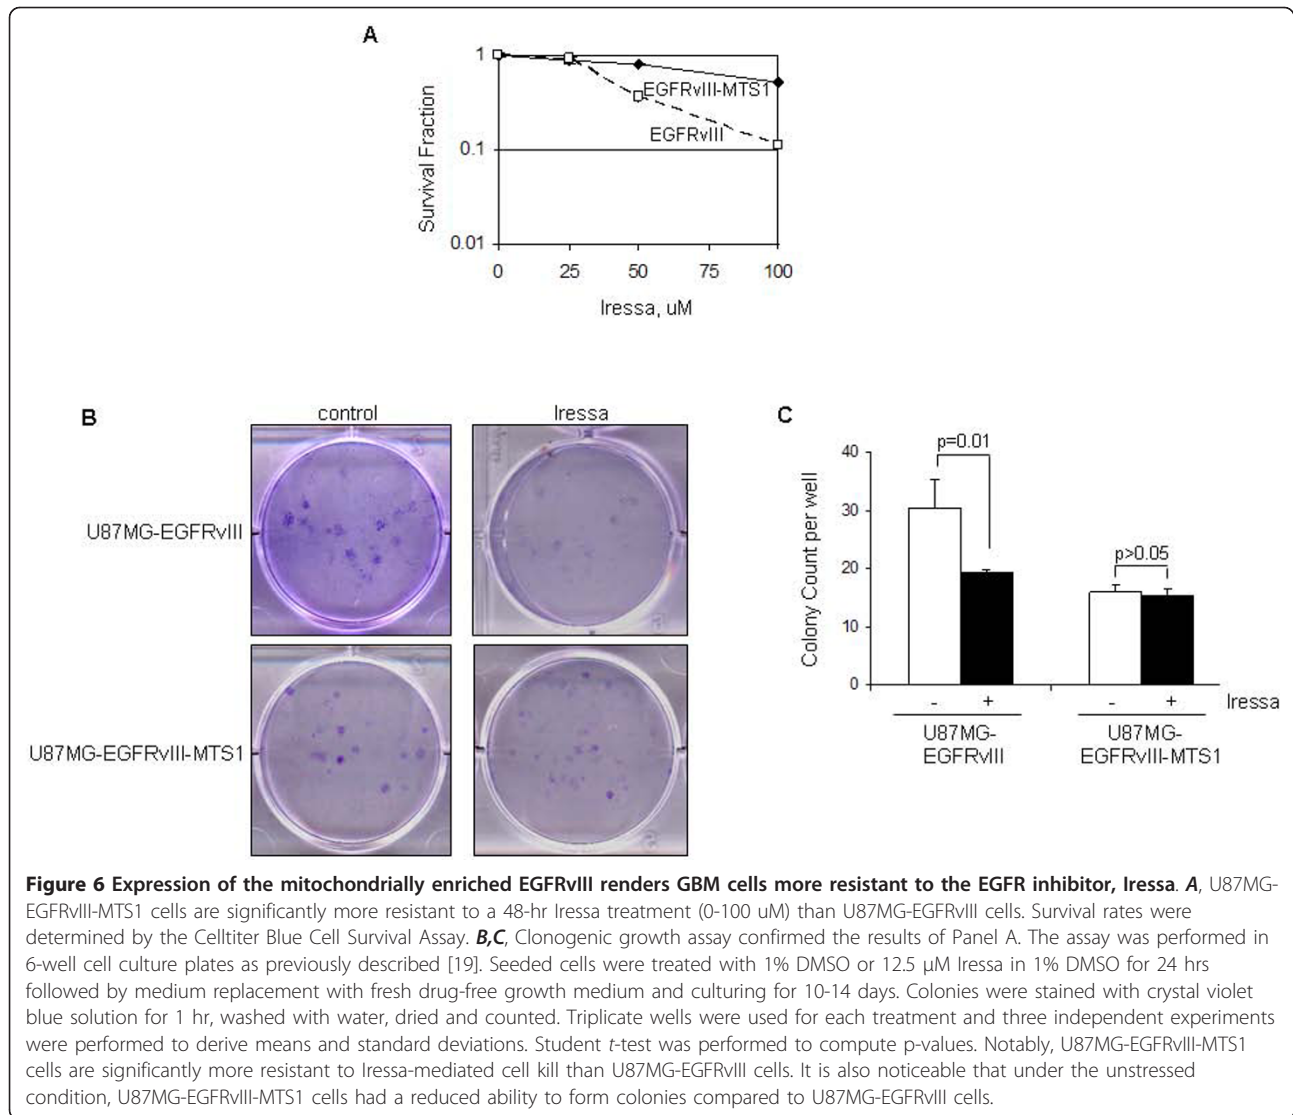 A
1
0.1
0.01
Survival Fraction
EGFRvIII-MTS1
EGFRvIII
0 25 50 75 100
Iressa, uM
B
control Iressa
U87MG-EGFRvIII
U87MG-EGFRvIII-MTS1
C
40
30
20
10
0
Colony Count per well
p=0.01
p>0.05
- + - + Iressa
U87MG- U87MG-
EGFRvIII EGFRvIII-MTS1
Figure 6 Expression of the mitochondrially enriched EGFRvIII renders GBM cells more resistant to the EGFR inhibitor, Iressa. A, U87MG-
EGFRvIII-MTS1 cells are significantly more resistant to a 48-hr Iressa treatment (0-100 uM) than U87MG-EGFRvIII cells. Survival rates were
determined by the Celltiter Blue Cell Survival Assay. B,C, Clonogenic growth assay confirmed the results of Panel A. The assay was performed in
6-well cell culture plates as previously described [19]. Seeded cells were treated with 1% DMSO or 12.5 μM Iressa in 1% DMSO for 24 hrs
followed by medium replacement with fresh drug-free growth medium and culturing for 10-14 days. Colonies were stained with crystal violet
blue solution for 1 hr, washed with water, dried and counted. Triplicate wells were used for each treatment and three independent experiments
were performed to derive means and standard deviations. Student t-test was performed to compute p-values. Notably, U87MG-EGFRvIII-MTS1
cells are significantly more resistant to Iressa-mediated cell kill than U87MG-EGFRvIII cells. It is also noticeable that under the unstressed
condition, U87MG-EGFRvIII-MTS1 cells had a reduced ability to form colonies compared to U87MG-EGFRvIII cells.